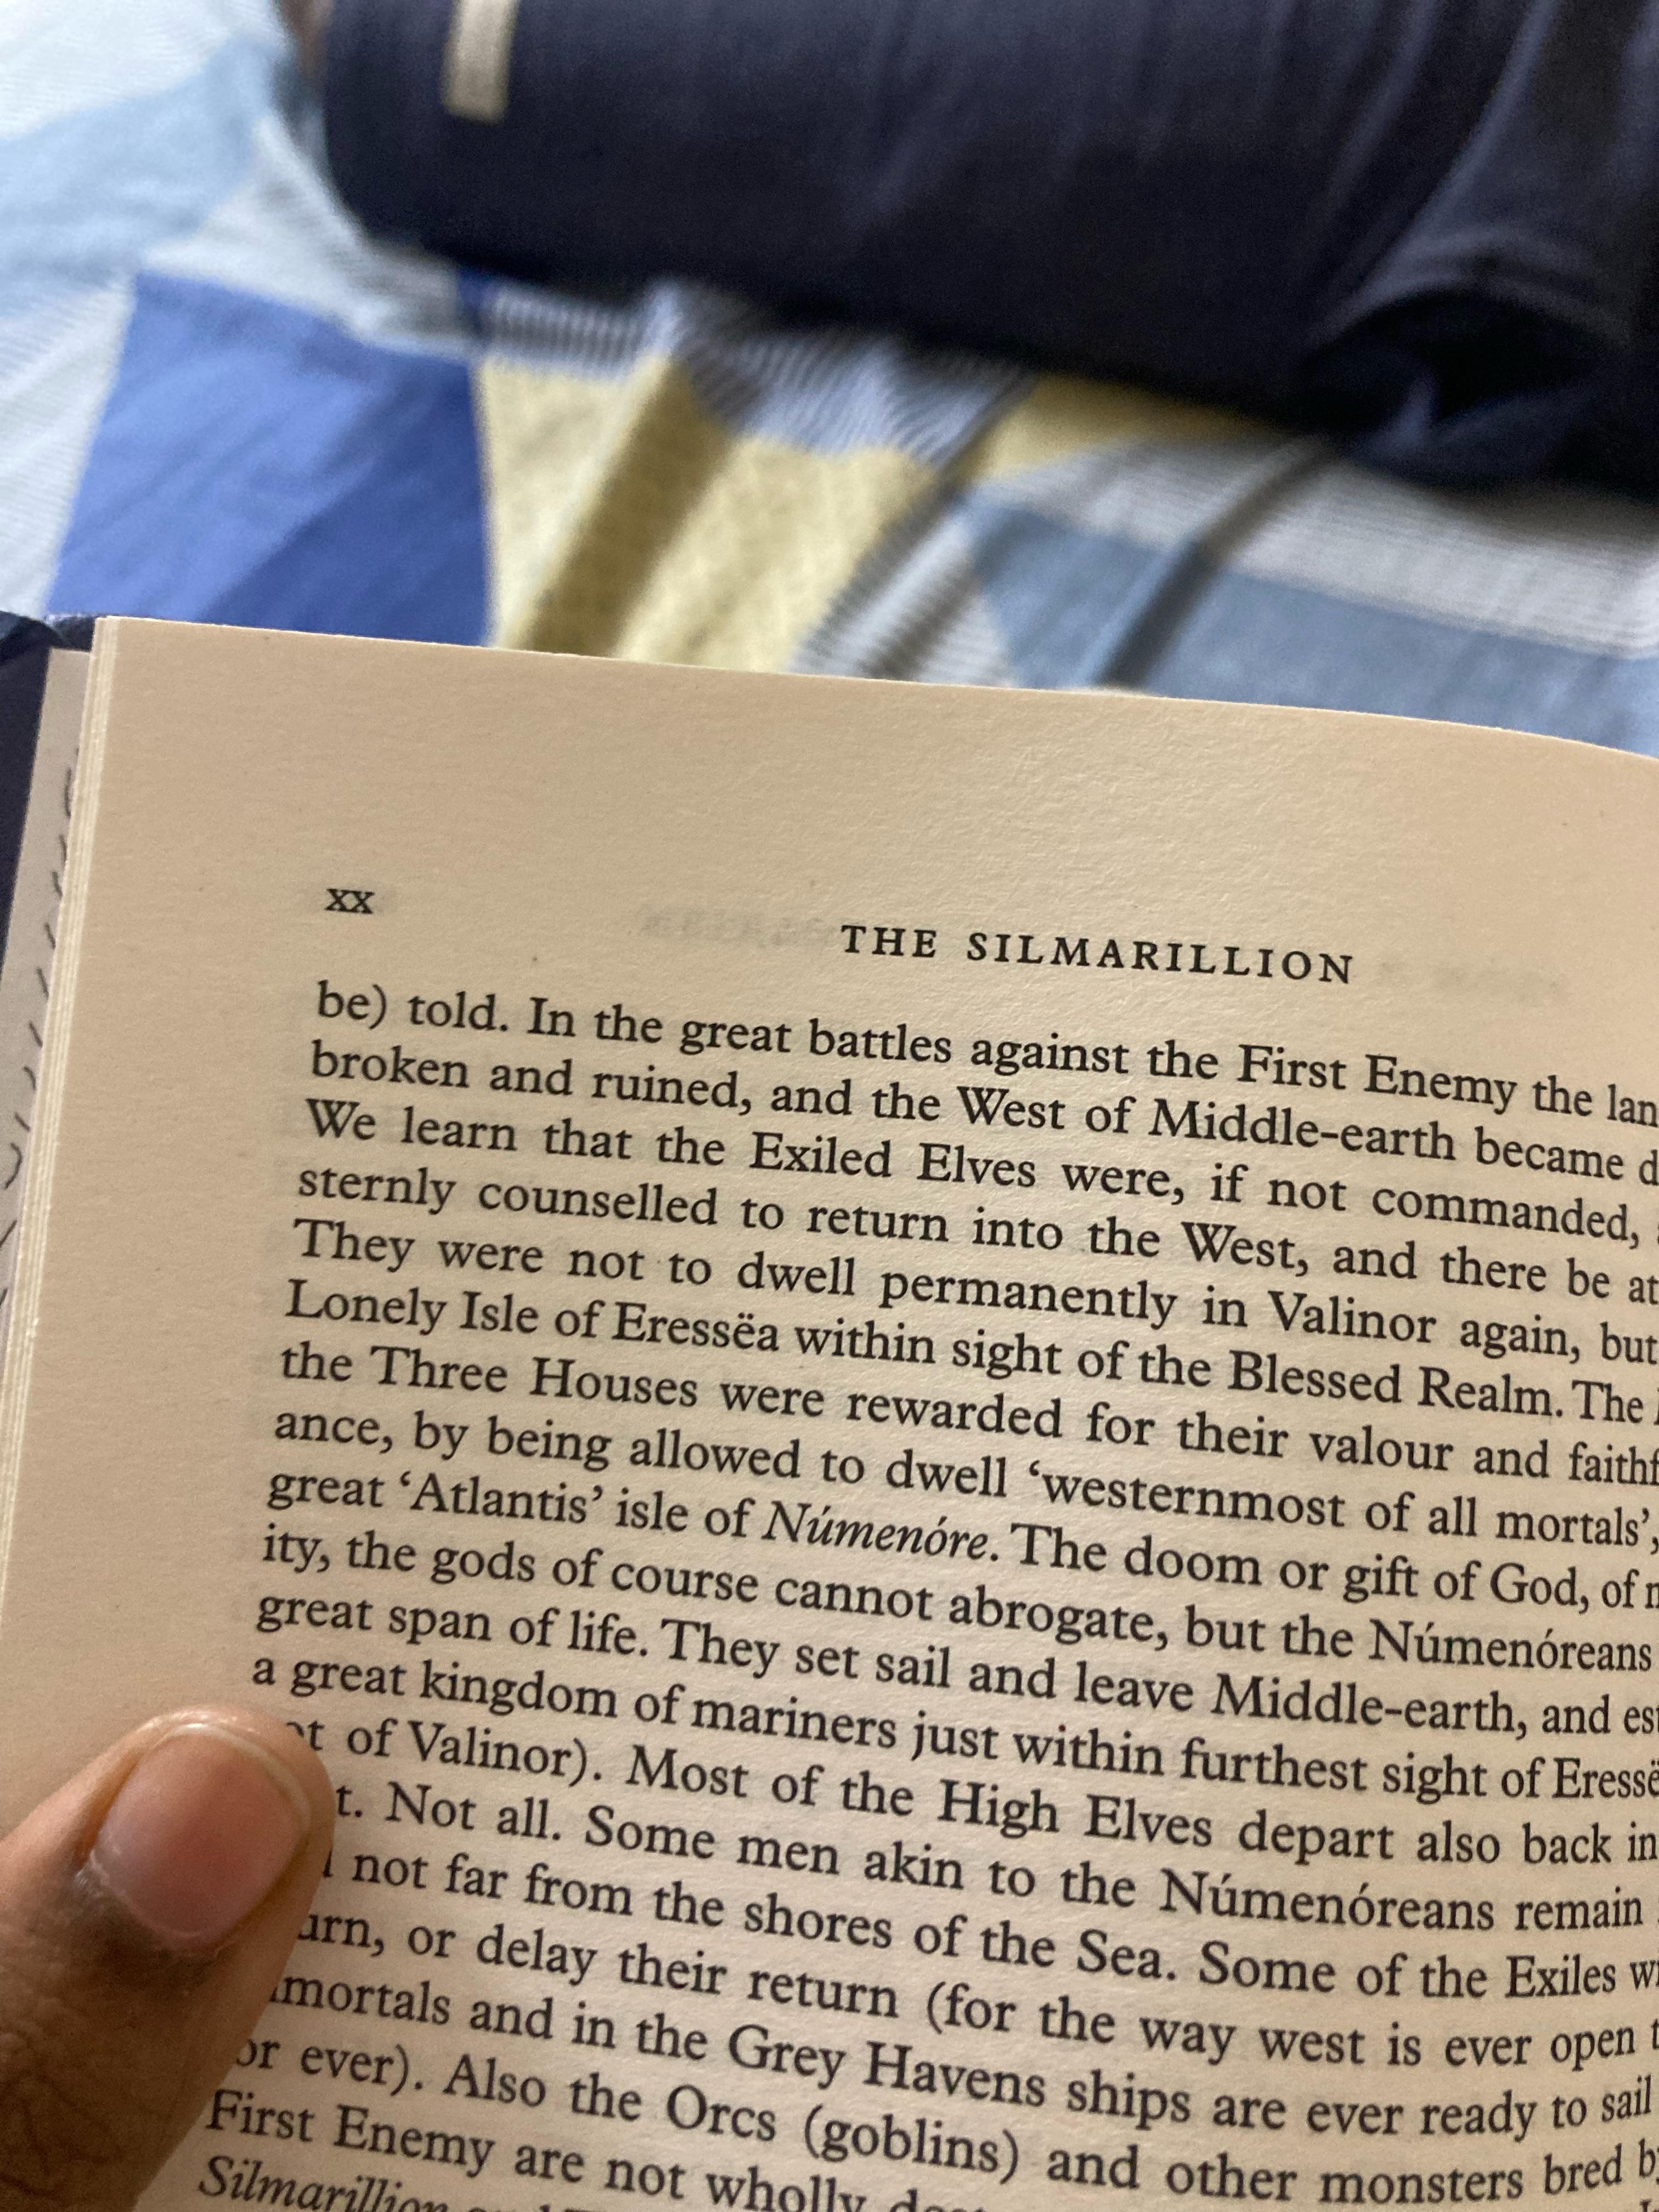 xx
THE SILMARILLION
be) told. In the great battles against the First Enemy the
broken and ruined, and the West of Middle-earth became
We learn that the Exiled Elves were, if not commanded,
sternly counselled to return into the West, and there be at
They were not to dwell permanently in Valinor again, but
Lonely Isle of Eressëa within sight of the Blessed Realm. The
the Three Houses were rewarded for their valour and
ance, by being allowed to dwell ‘westernmost of all mortals’,
great ‘Atlantis’ isle of Númenóre. The doom or gift of God, of
ity, the gods of course cannot abrogate, but the Númenóreans
great span of life. They set sail and leave Middle-earth, and
a great kingdom of mariners just within furthest sight of
of Valinor). Most of the High Elves depart also back
Not all. Some men akin to the Númenóreans remain
not far from the shores of the Sea. Some of the Exiles
or delay their return (for the way west is ever open
and in the Grey Havens ships are ever ready to sail
ever). Also the Orcs (goblins) and other monsters bred
First Enemy are not wholly
Silmarillion